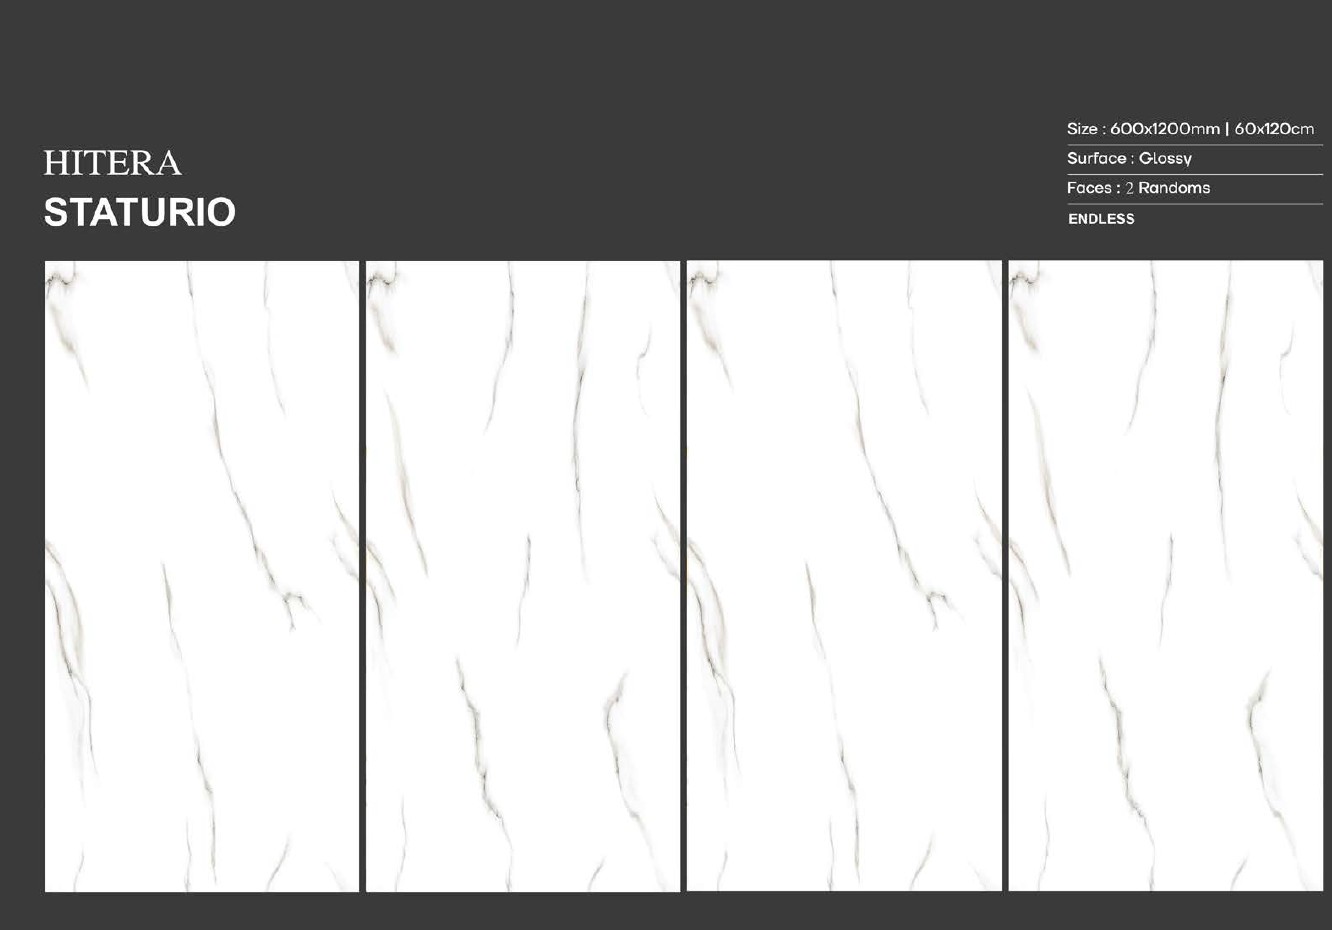 HITERA
STATURIO
Size : 600x1200mm | 60x120cm
Surface : Glossy
Faces : 2 Randoms
ENDLESS